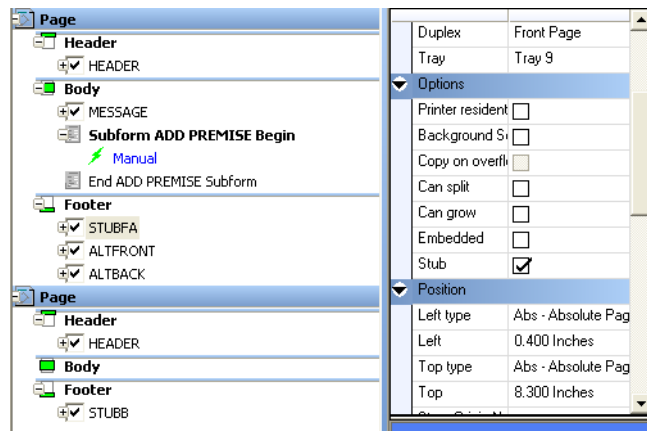 Page
Header
HEADER
Body
MESSAGE
Subform ADD PREMISE Begin
Manual
End ADD PREMISE Subform
Footer
STUBFA
ALTFRONT
ALTBACK
Page
Header
HEADER
Body
Footer
STUBB
Duplex Front Page
Tray Tray 9
Options
Printer resident
Background S
Copy on overfl
Can split
Can grow
Embedded
Stub
Position
Left type Abs - Absolute Pag
Left 0.400 Inches
Top type Abs - Absolute Pag
Top 8.300 Inches